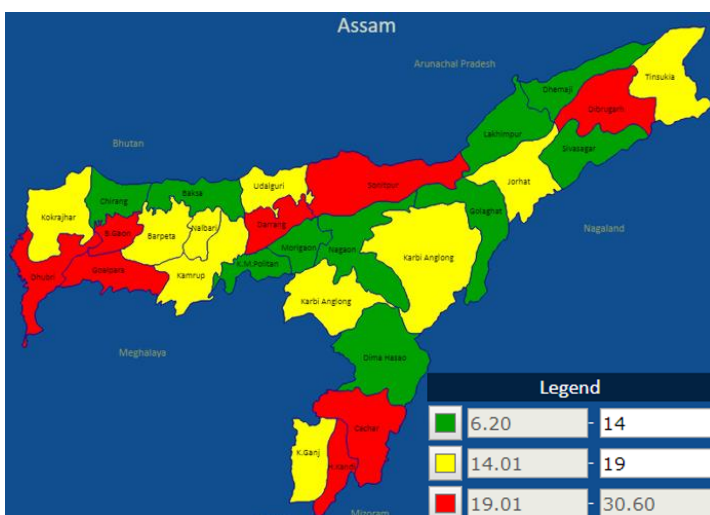 Assam
Arunachal Pradesh
Tinsukia
Dhemaji
Dibrugarh
Lakhimpur
Bhutan
Sivasagar
Udalguri
Jorhat
Chirang
Baksa
Sonitpur
Kokrajhar
Golaghat
B.Gaon
Barpeta
Nalbari
Darrang
Nagaland
Morigaon
Nagaon
Karbi Anglong
K.M.Politan
Dhubri
Goalpara
Kamrup
Karbi Anglong
Meghalaya
Dima Hasao
Legend
6.20 - 14
Cachar
K.Ganj
H.Kandi
14.01 - 19
19.01 - 30.60
Mizoram